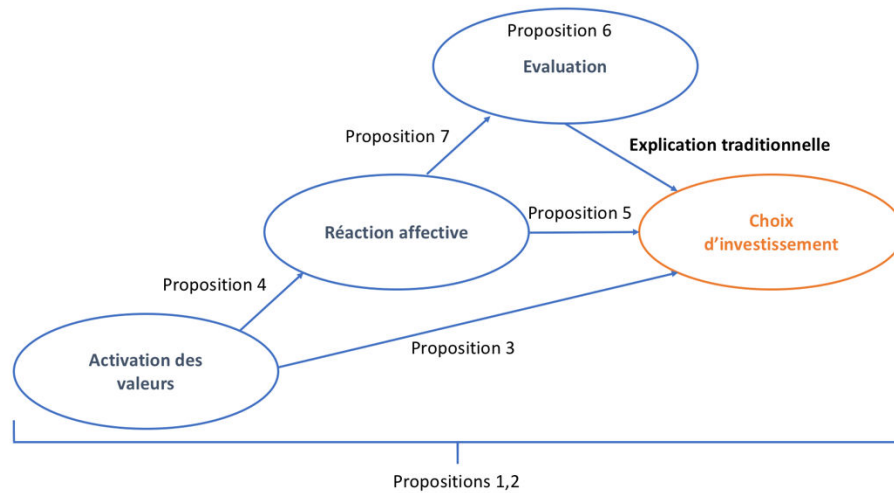 Proposition 6
Evaluation
Proposition 7
Explication traditionnelle
Proposition 5
Réaction affective
Choix
d'investissement
Proposition 4
Proposition 3
Activation des
valeurs
Propositions 1,2